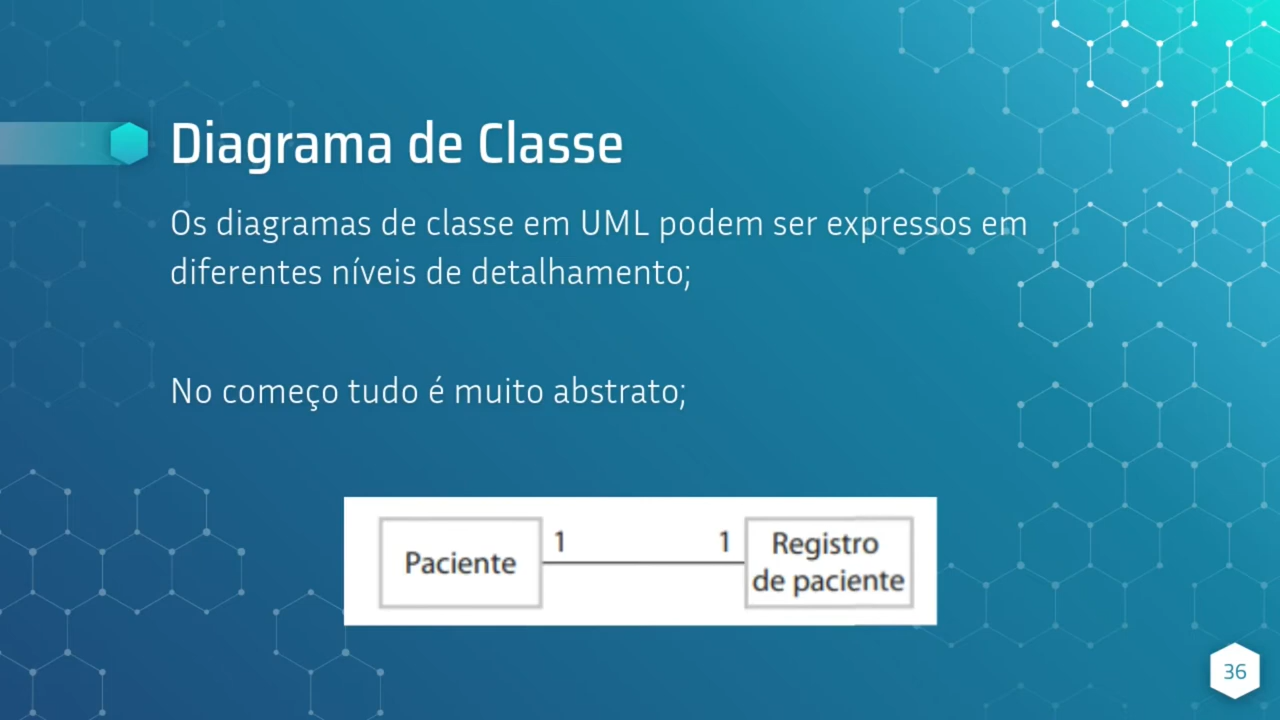 Diagrama de Classe
Os diagramas de classe em UML podem ser expressos em
diferentes níveis de detalhamento;
No começo tudo é muito abstrato;
Paciente
1
1
Registro
de paciente
36